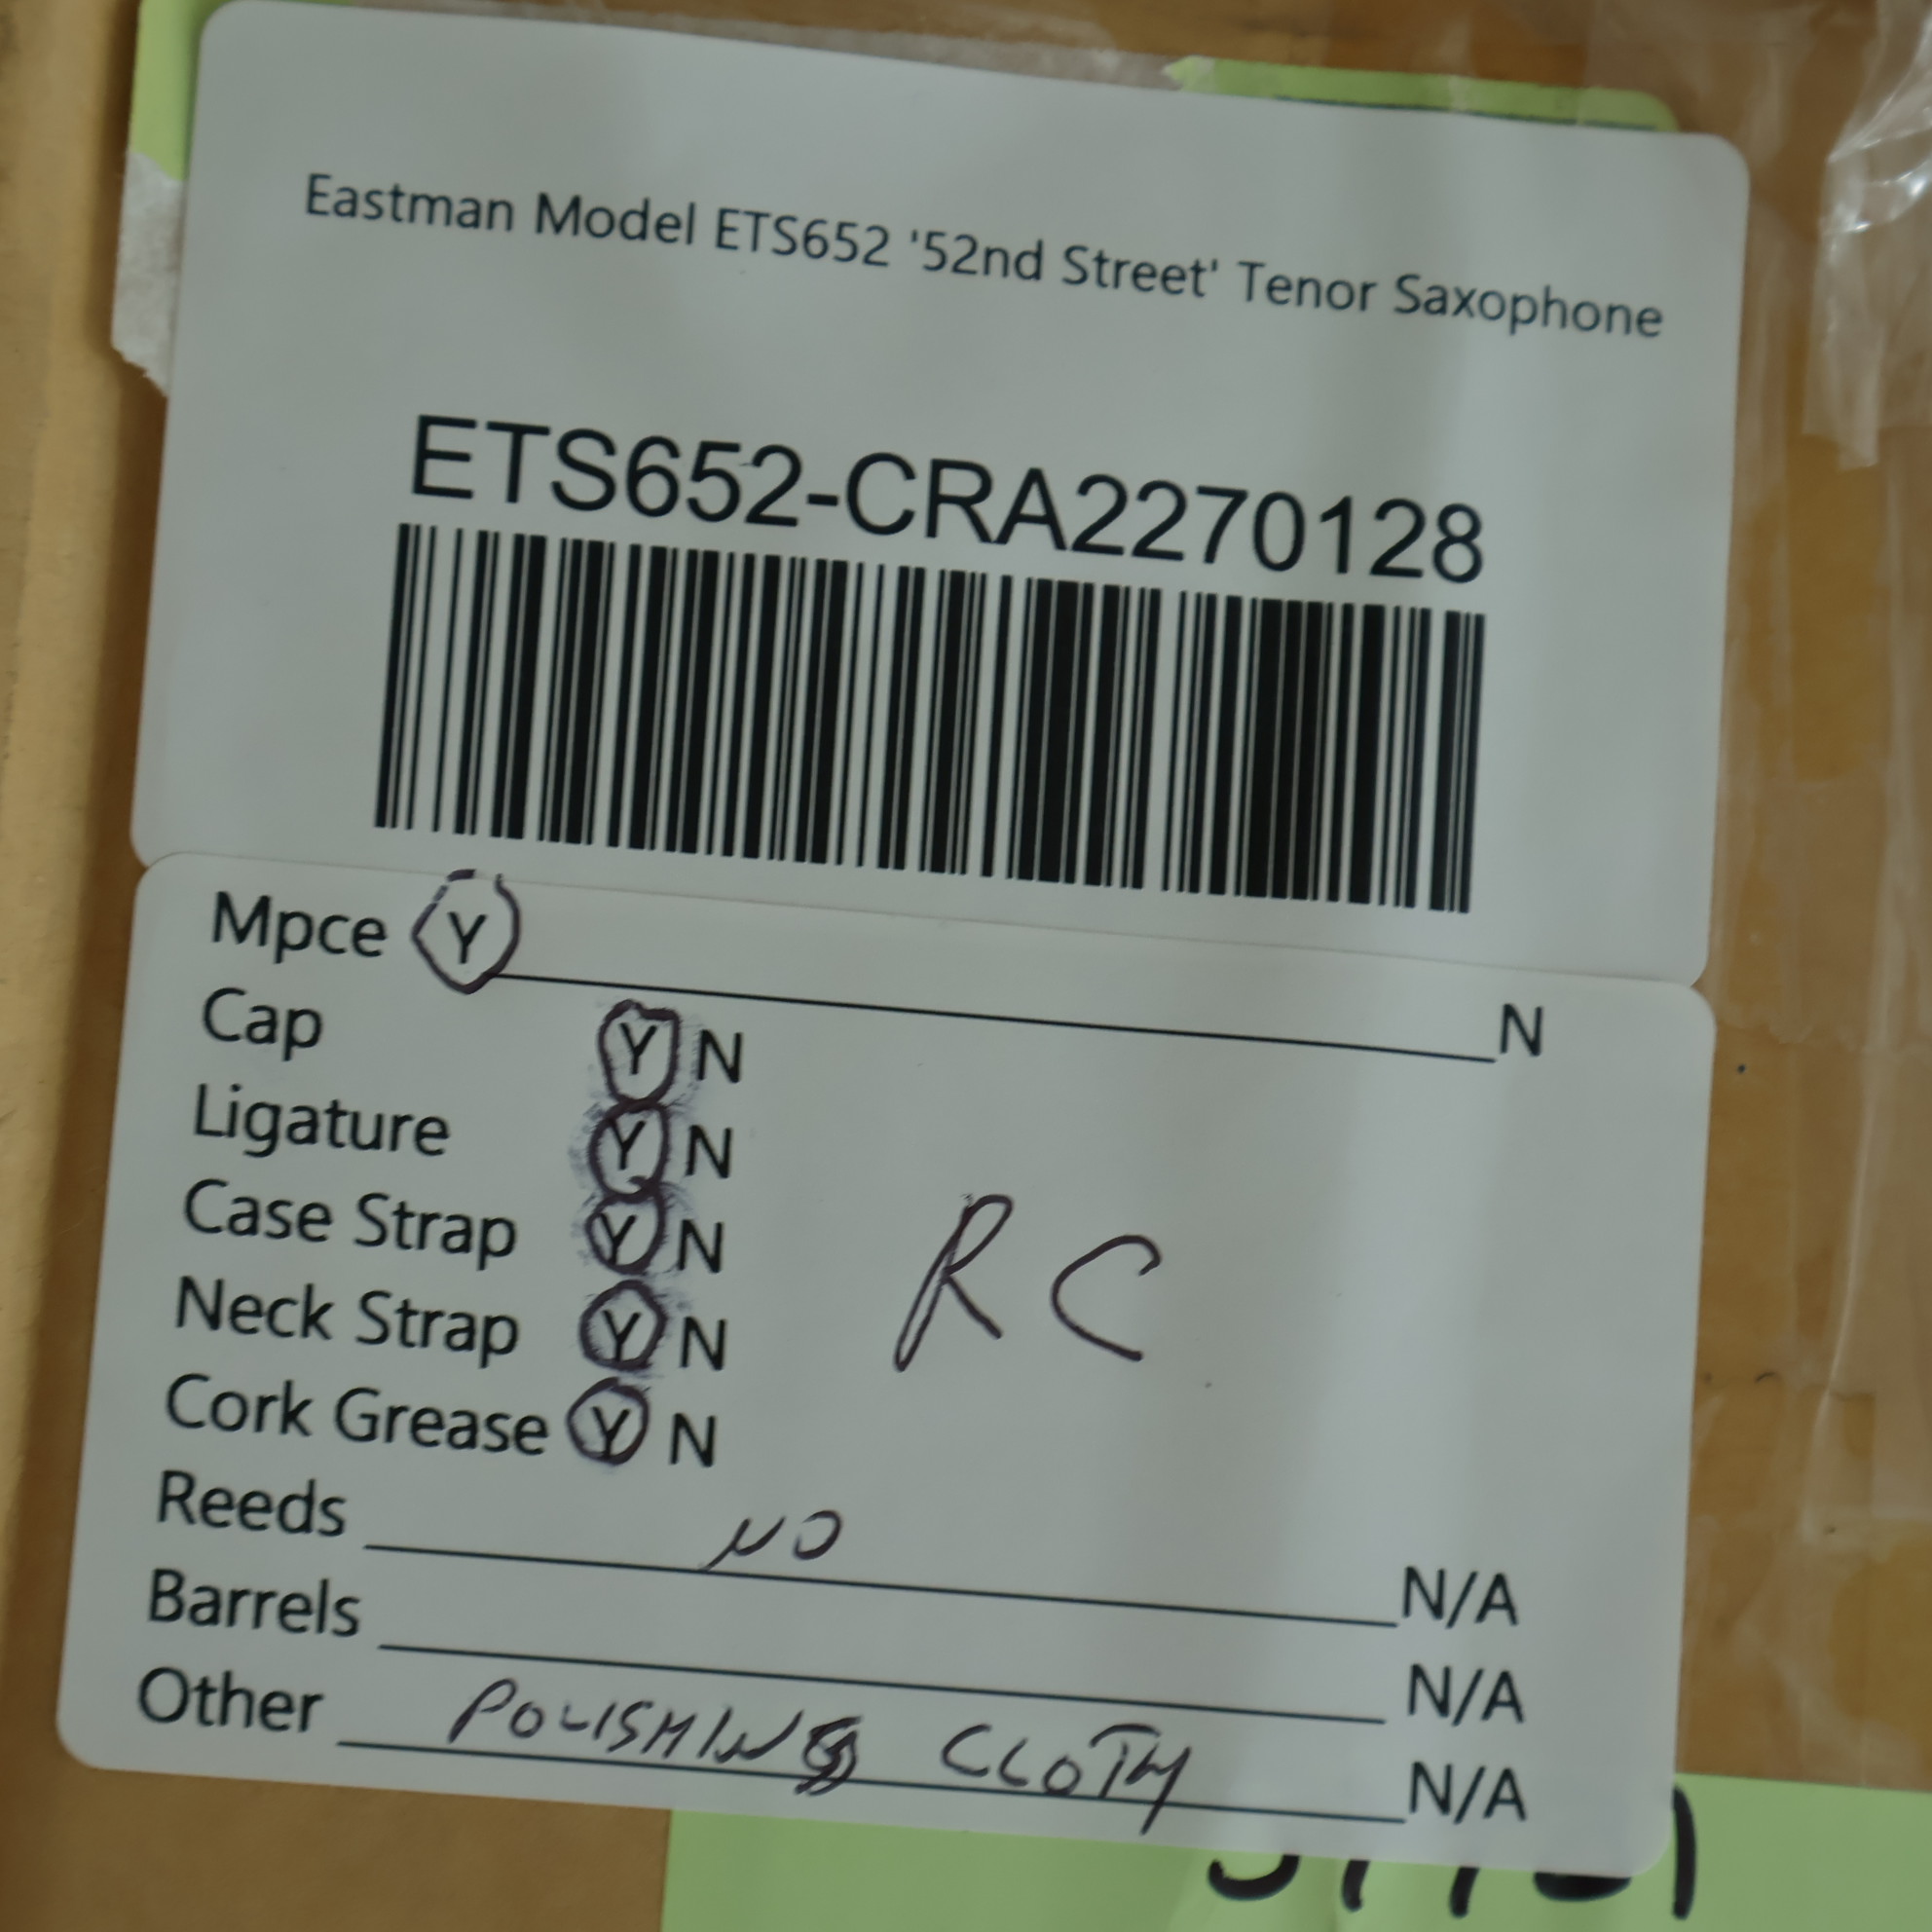 Eastman Model ETS652 '52nd Street' Tenor Saxophone
ETS652-CRA2270128
Mpce Y N
Cap Y N
Ligature Y N
Case Strap Y N
RC
Neck Strap Y N
Cork Grease Y N
Reeds NO N/A
Barrels N/A
Other POLISHING CLOTH N/A